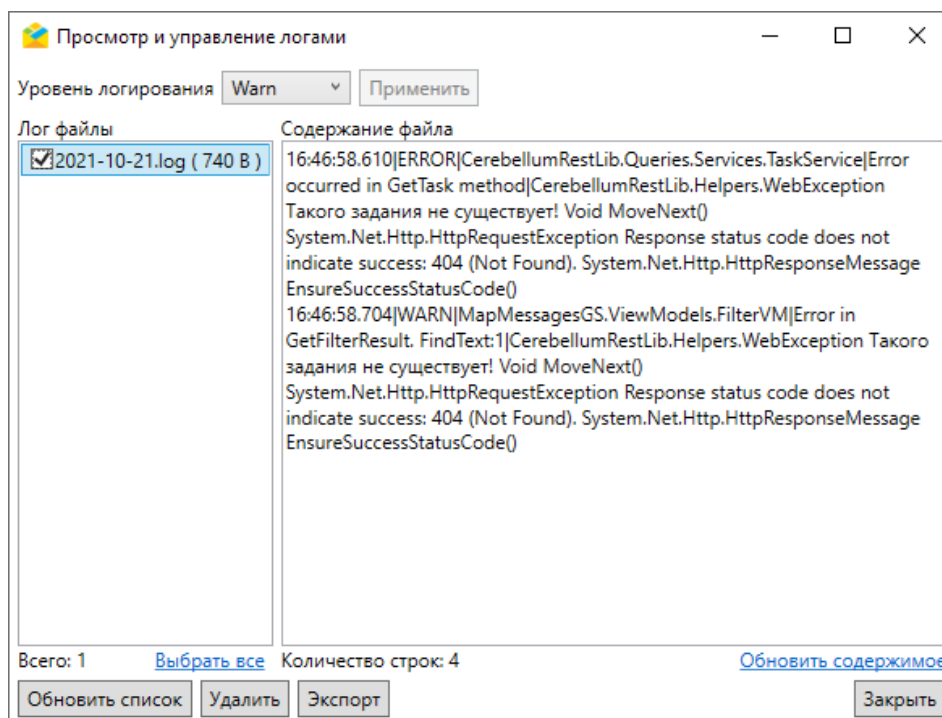 Просмотр и управление логами
Уровень логирования Warn Применить
Лог файлы
Содержание файла
2021-10-21.log ( 740 B )
16:46:58.610|ERROR|CerebellumRestLib.Queries.Services.TaskService|Error
occurred in GetTask method|CerebellumRestLib.Helpers.WebException
Такого задания не существует! Void MoveNext()
System.Net.Http.HttpRequestException Response status code does not
indicate success: 404 (Not Found). System.Net.Http.HttpResponseMessage
EnsureSuccessStatusCode()
16:46:58.704|WARN|MapMessagesGS.ViewModels.FilterVM|Error in
GetFilterResult. FindText:1|CerebellumRestLib.Helpers.WebException Такого
задания не существует! Void MoveNext()
System.Net.Http.HttpRequestException Response status code does not
indicate success: 404 (Not Found). System.Net.Http.HttpResponseMessage
EnsureSuccessStatusCode()
Всего: 1 Выбрать все Количество строк: 4 Обновить содержимое
Обновить список Удалить Экспорт Закрыть